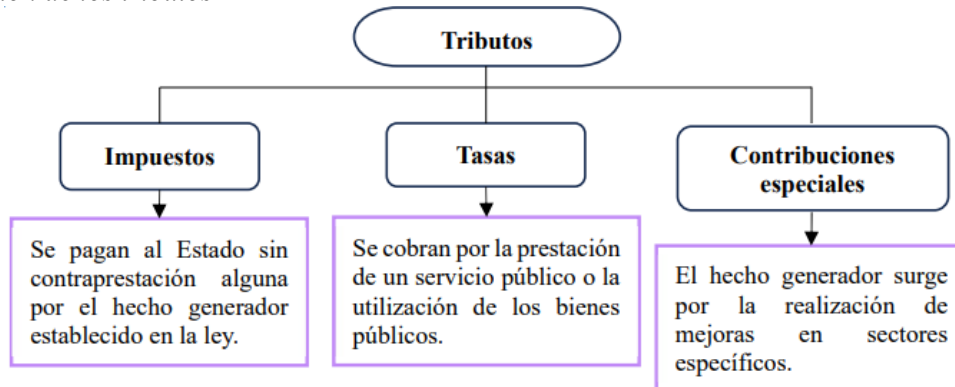 Tributos
Impuestos
Se pagan al Estado sin
contraprestación alguna
por el hecho generador
establecido en la ley.
Tasas
Se cobran por la prestación
de un servicio público o la
utilización de los bienes
públicos.
Contribuciones
especiales
El hecho generador surge
por la realización de
mejoras en sectores
específicos.